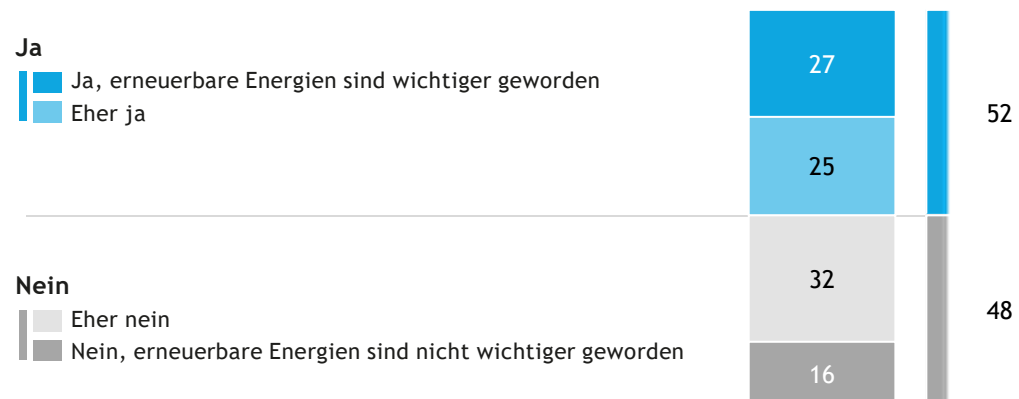 Ja
Ja, erneuerbare Energien sind wichtiger geworden
Eher ja
27
25
52
Nein
Eher nein
Nein, erneuerbare Energien sind nicht wichtiger geworden
32
16
48